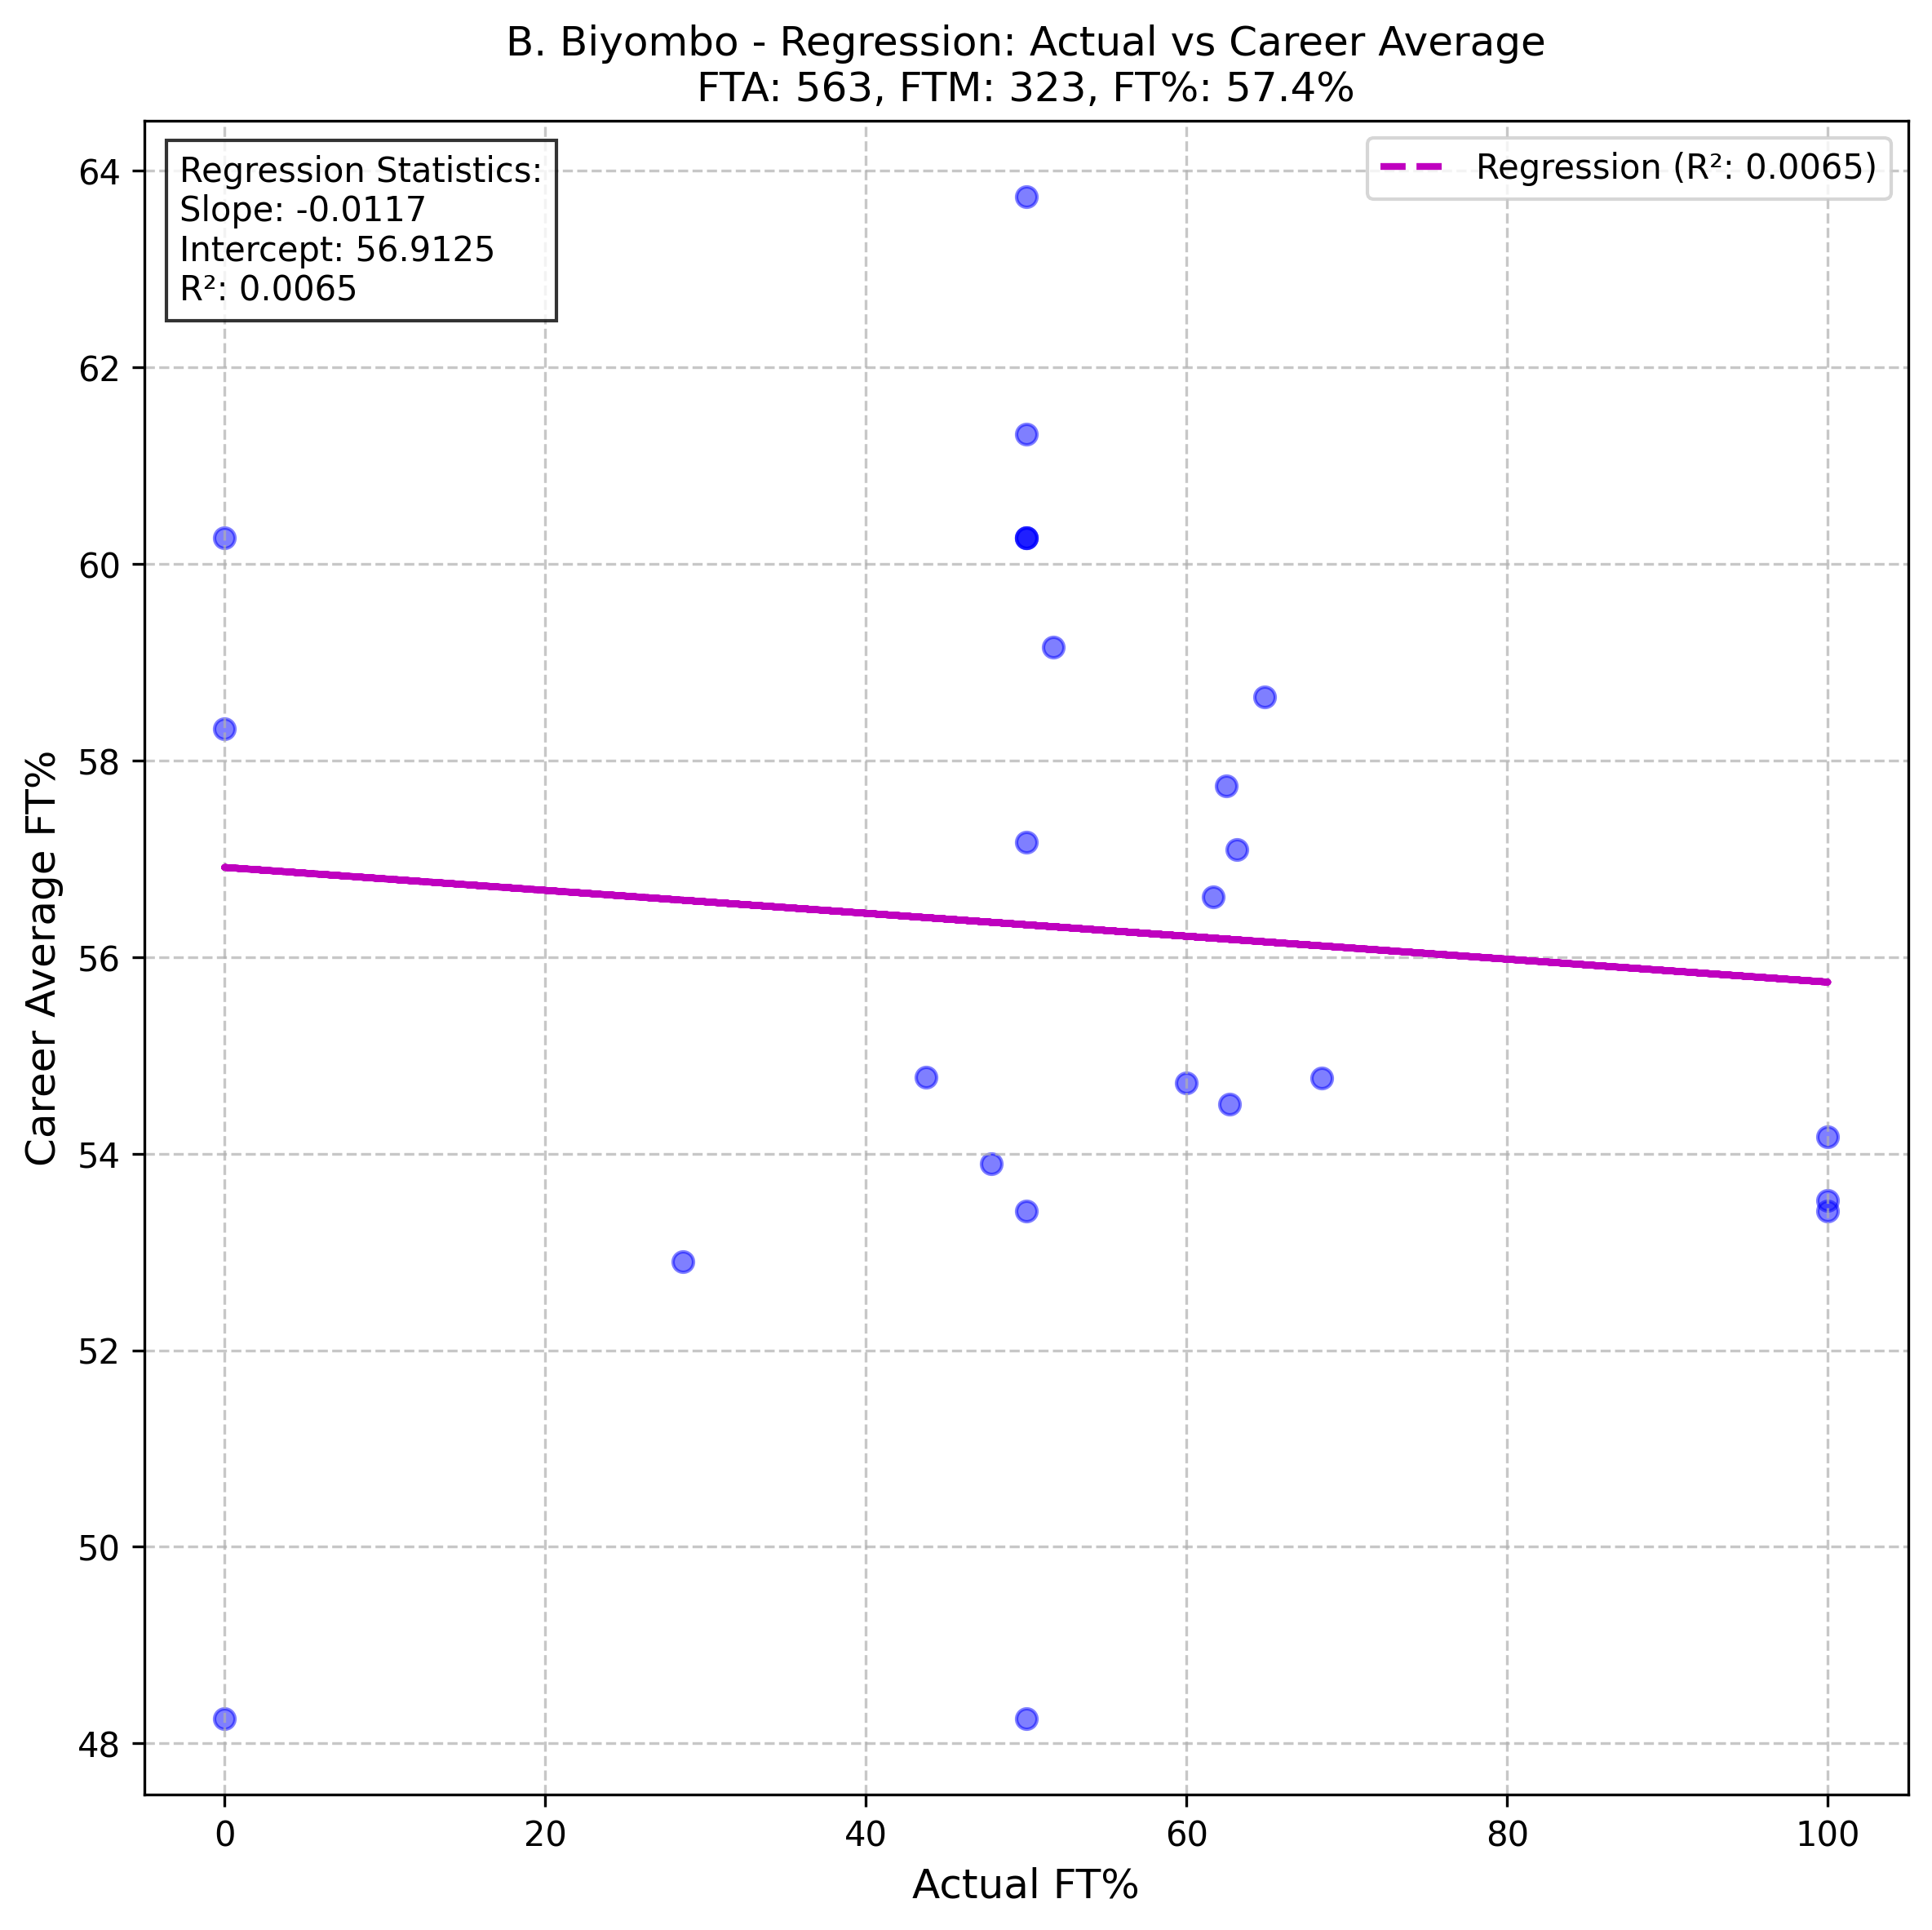 B. Biyombo - Regression: Actual vs Career Average
FTA: 563, FTM: 323, FT%: 57.4%
Regression Statistics:
Slope: -0.0117
Intercept: 56.9125
R²: 0.0065
Regression (R²: 0.0065)
Career Average FT%
64
62
60
58
56
54
52
50
48
0 20 40 60 80 100
Actual FT%